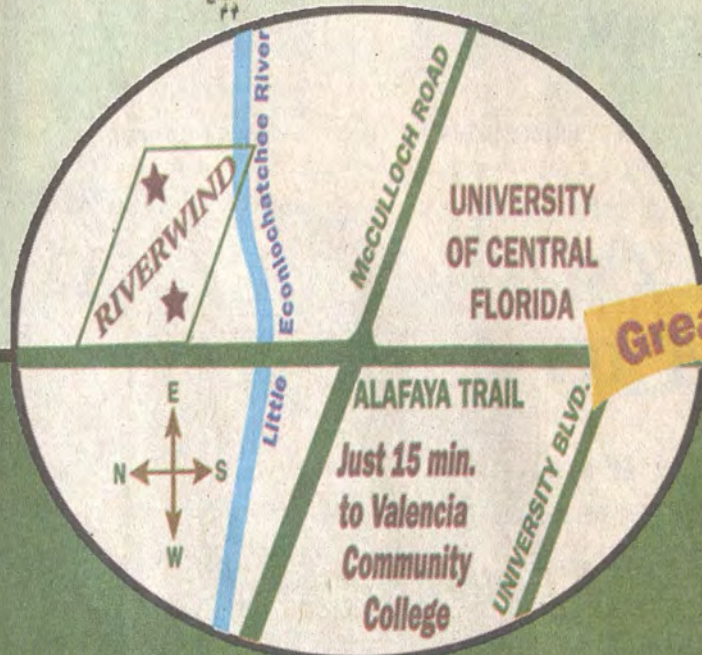 RIVERWIND
Little Econlochatchee River
McCULLOCH ROAD
UNIVERSITY
OF CENTRAL
FLORIDA
ALAFAYA TRAIL
E
N
S
W
Just 15 min.
to Valencia
Community
College
UNIVERSITY BLVD.